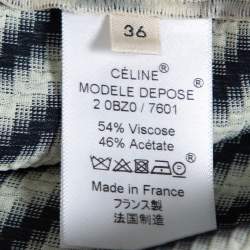 36
CÉLINE®
MODELE DEPOSE®
2 0BZ0 / 7601
54% Viscose
46% Acétate
Made in France
フランス製
法国制造